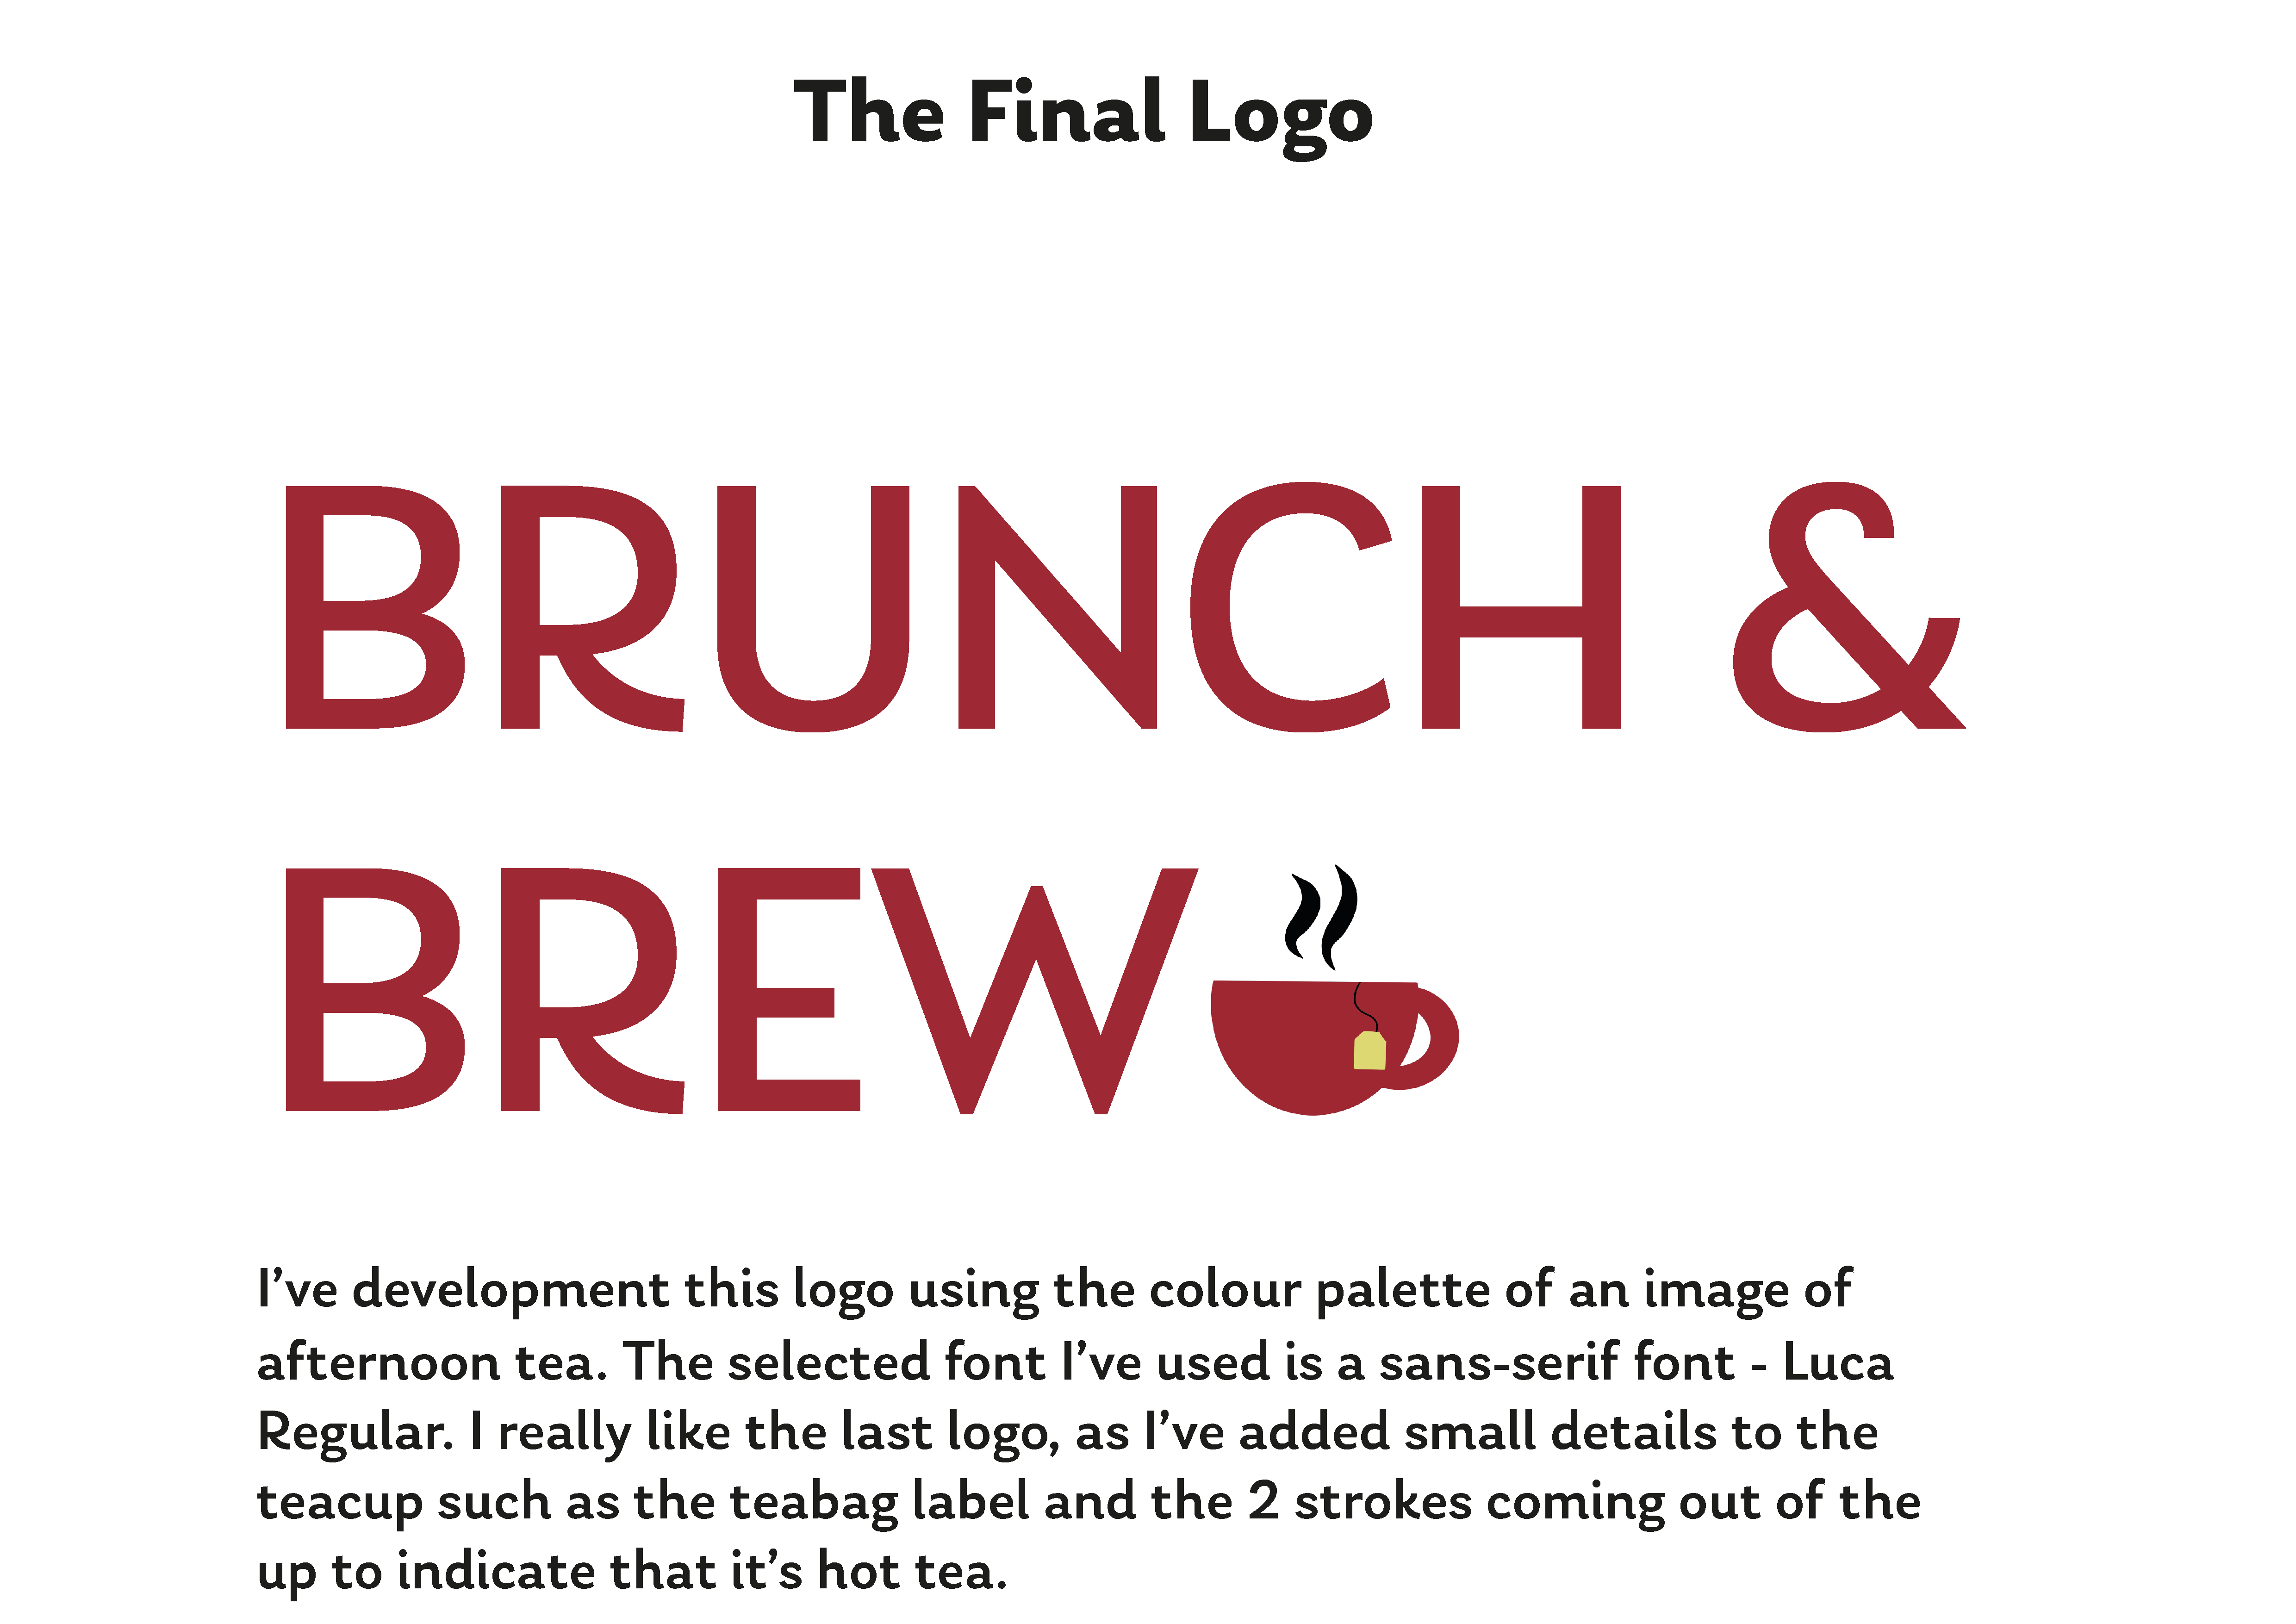 The Final Logo
BRUNCH &
BREW
I’ve development this logo using the colour palette of an image of
afternoon tea. The selected font I’ve used is a sans-serif font - Luca
Regular. I really like the last logo, as I’ve added small details to the
teacup such as the teabag label and the 2 strokes coming out of the
up to indicate that it’s hot tea.